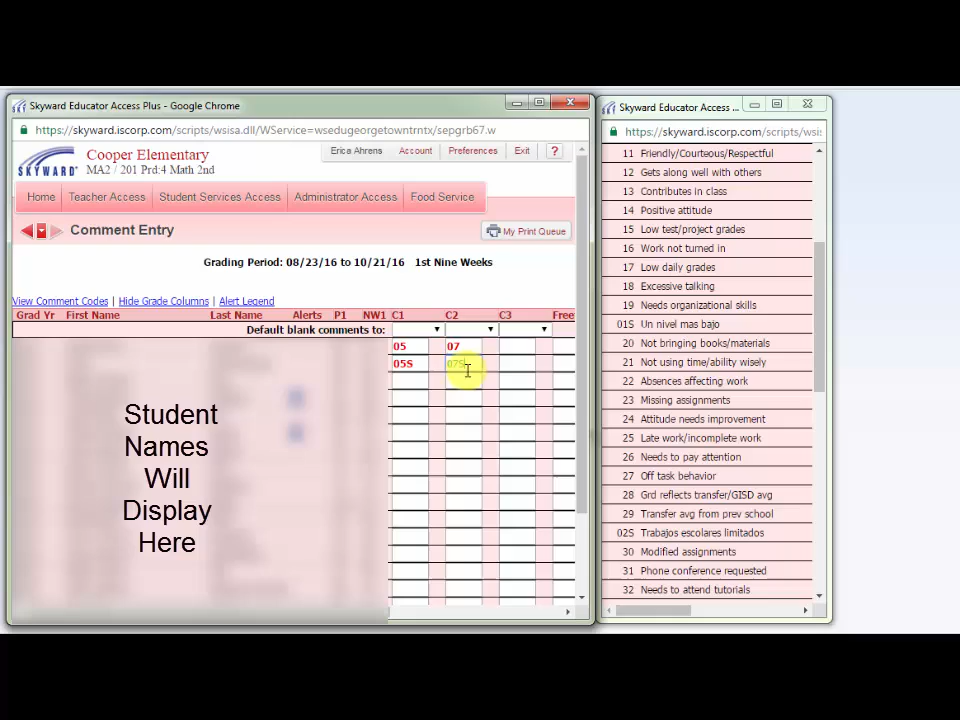 Skyward Educator Access Plus - Google Chrome
https://skyward.iscorp.com/scripts/wsisa.dll/WService=wsedugeorgetowntrntx/sepgrb67.w
SKYWARD
Cooper Elementary
MA2 / 201 Prd:4 Math 2nd
Erica Ahrens Account Preferences Exit ?
Home Teacher Access Student Services Access Administrator Access Food Service
Comment Entry
My Print Queue
Grading Period: 08/23/16 to 10/21/16 1st Nine Weeks
View Comment Codes | Hide Grade Columns | Alert Legend
Grad Yr First Name Last Name Alerts P1 NW1 C1 C2 C3 Free
Default blank comments to:
05 07
05S 07S
Student
Names
Will
Display
Here
Skyward Educator Access ...
https://skyward.iscorp.com/scripts/wsis
11 Friendly/Courteous/Respectful
12 Gets along well with others
13 Contributes in class
14 Positive attitude
15 Low test/project grades
16 Work not turned in
17 Low daily grades
18 Excessive talking
19 Needs organizational skills
01S Un nivel mas bajo
20 Not bringing books/materials
21 Not using time/ability wisely
22 Absences affecting work
23 Missing assignments
24 Attitude needs improvement
25 Late work/incomplete work
26 Needs to pay attention
27 Off task behavior
28 Grd reflects transfer/GISD avg
29 Transfer avg from prev school
02S Trabajos escolares limitados
30 Modified assignments
31 Phone conference requested
32 Needs to attend tutorials